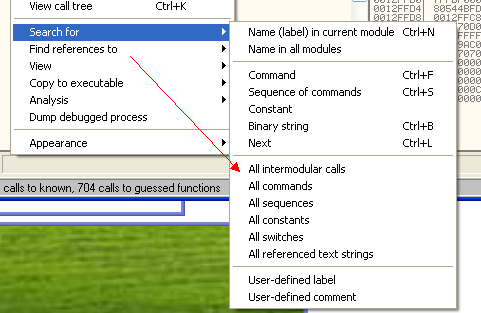 View call tree Ctrl+K
Search for
Find references to
View
Copy to executable
Analysis
Dump debugged process
Appearance
Name (label) in current module Ctrl+N
Name in all modules
Command Ctrl+F
Sequence of commands Ctrl+S
Constant
Binary string Ctrl+B
Next Ctrl+L
All intermodular calls
All commands
All sequences
All constants
All switches
All referenced text strings
User-defined label
User-defined comment
calls to known, 704 calls to guessed functions
0012FFD4
0012FFD8 80544BFD
0012FFDC 0012FFC8